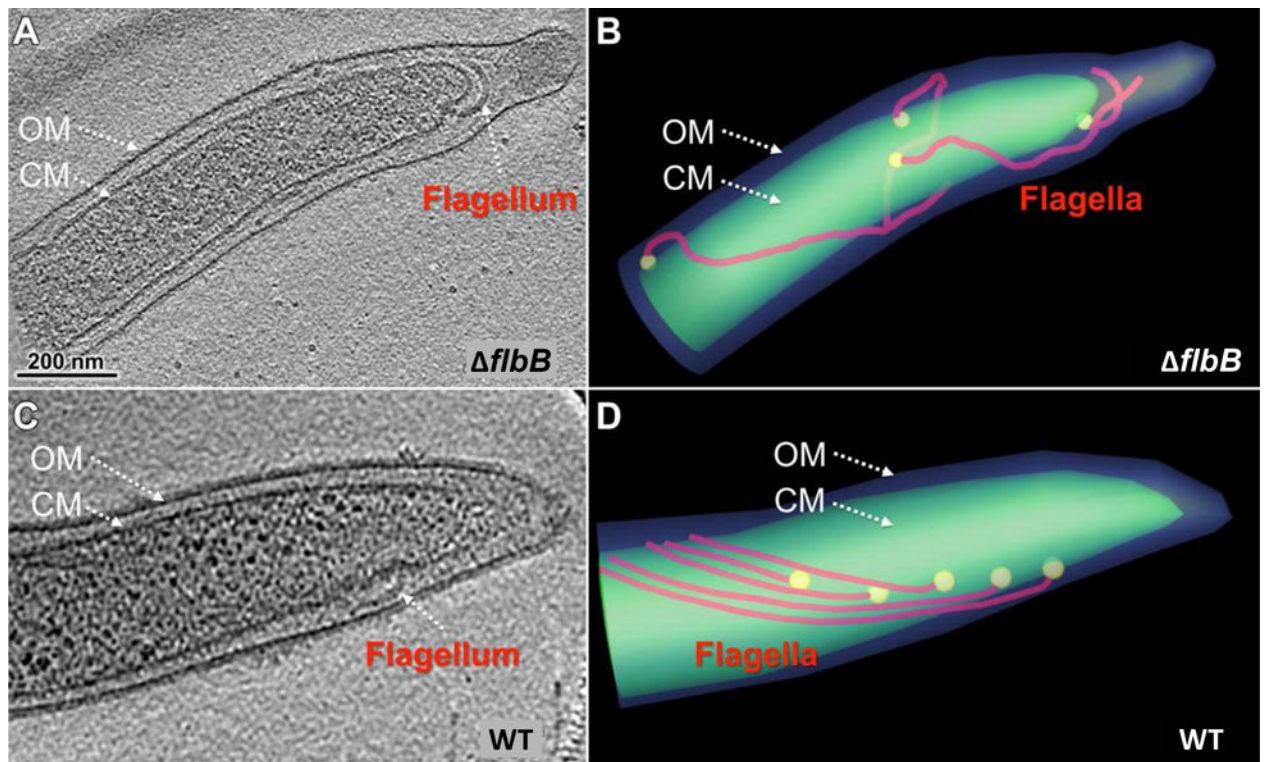 A
OM
CM
Flagellum
200 nm
ΔflbB
B
OM
CM
Flagella
ΔflbB
C
OM
CM
Flagellum
WT
D
OM
CM
Flagella
WT